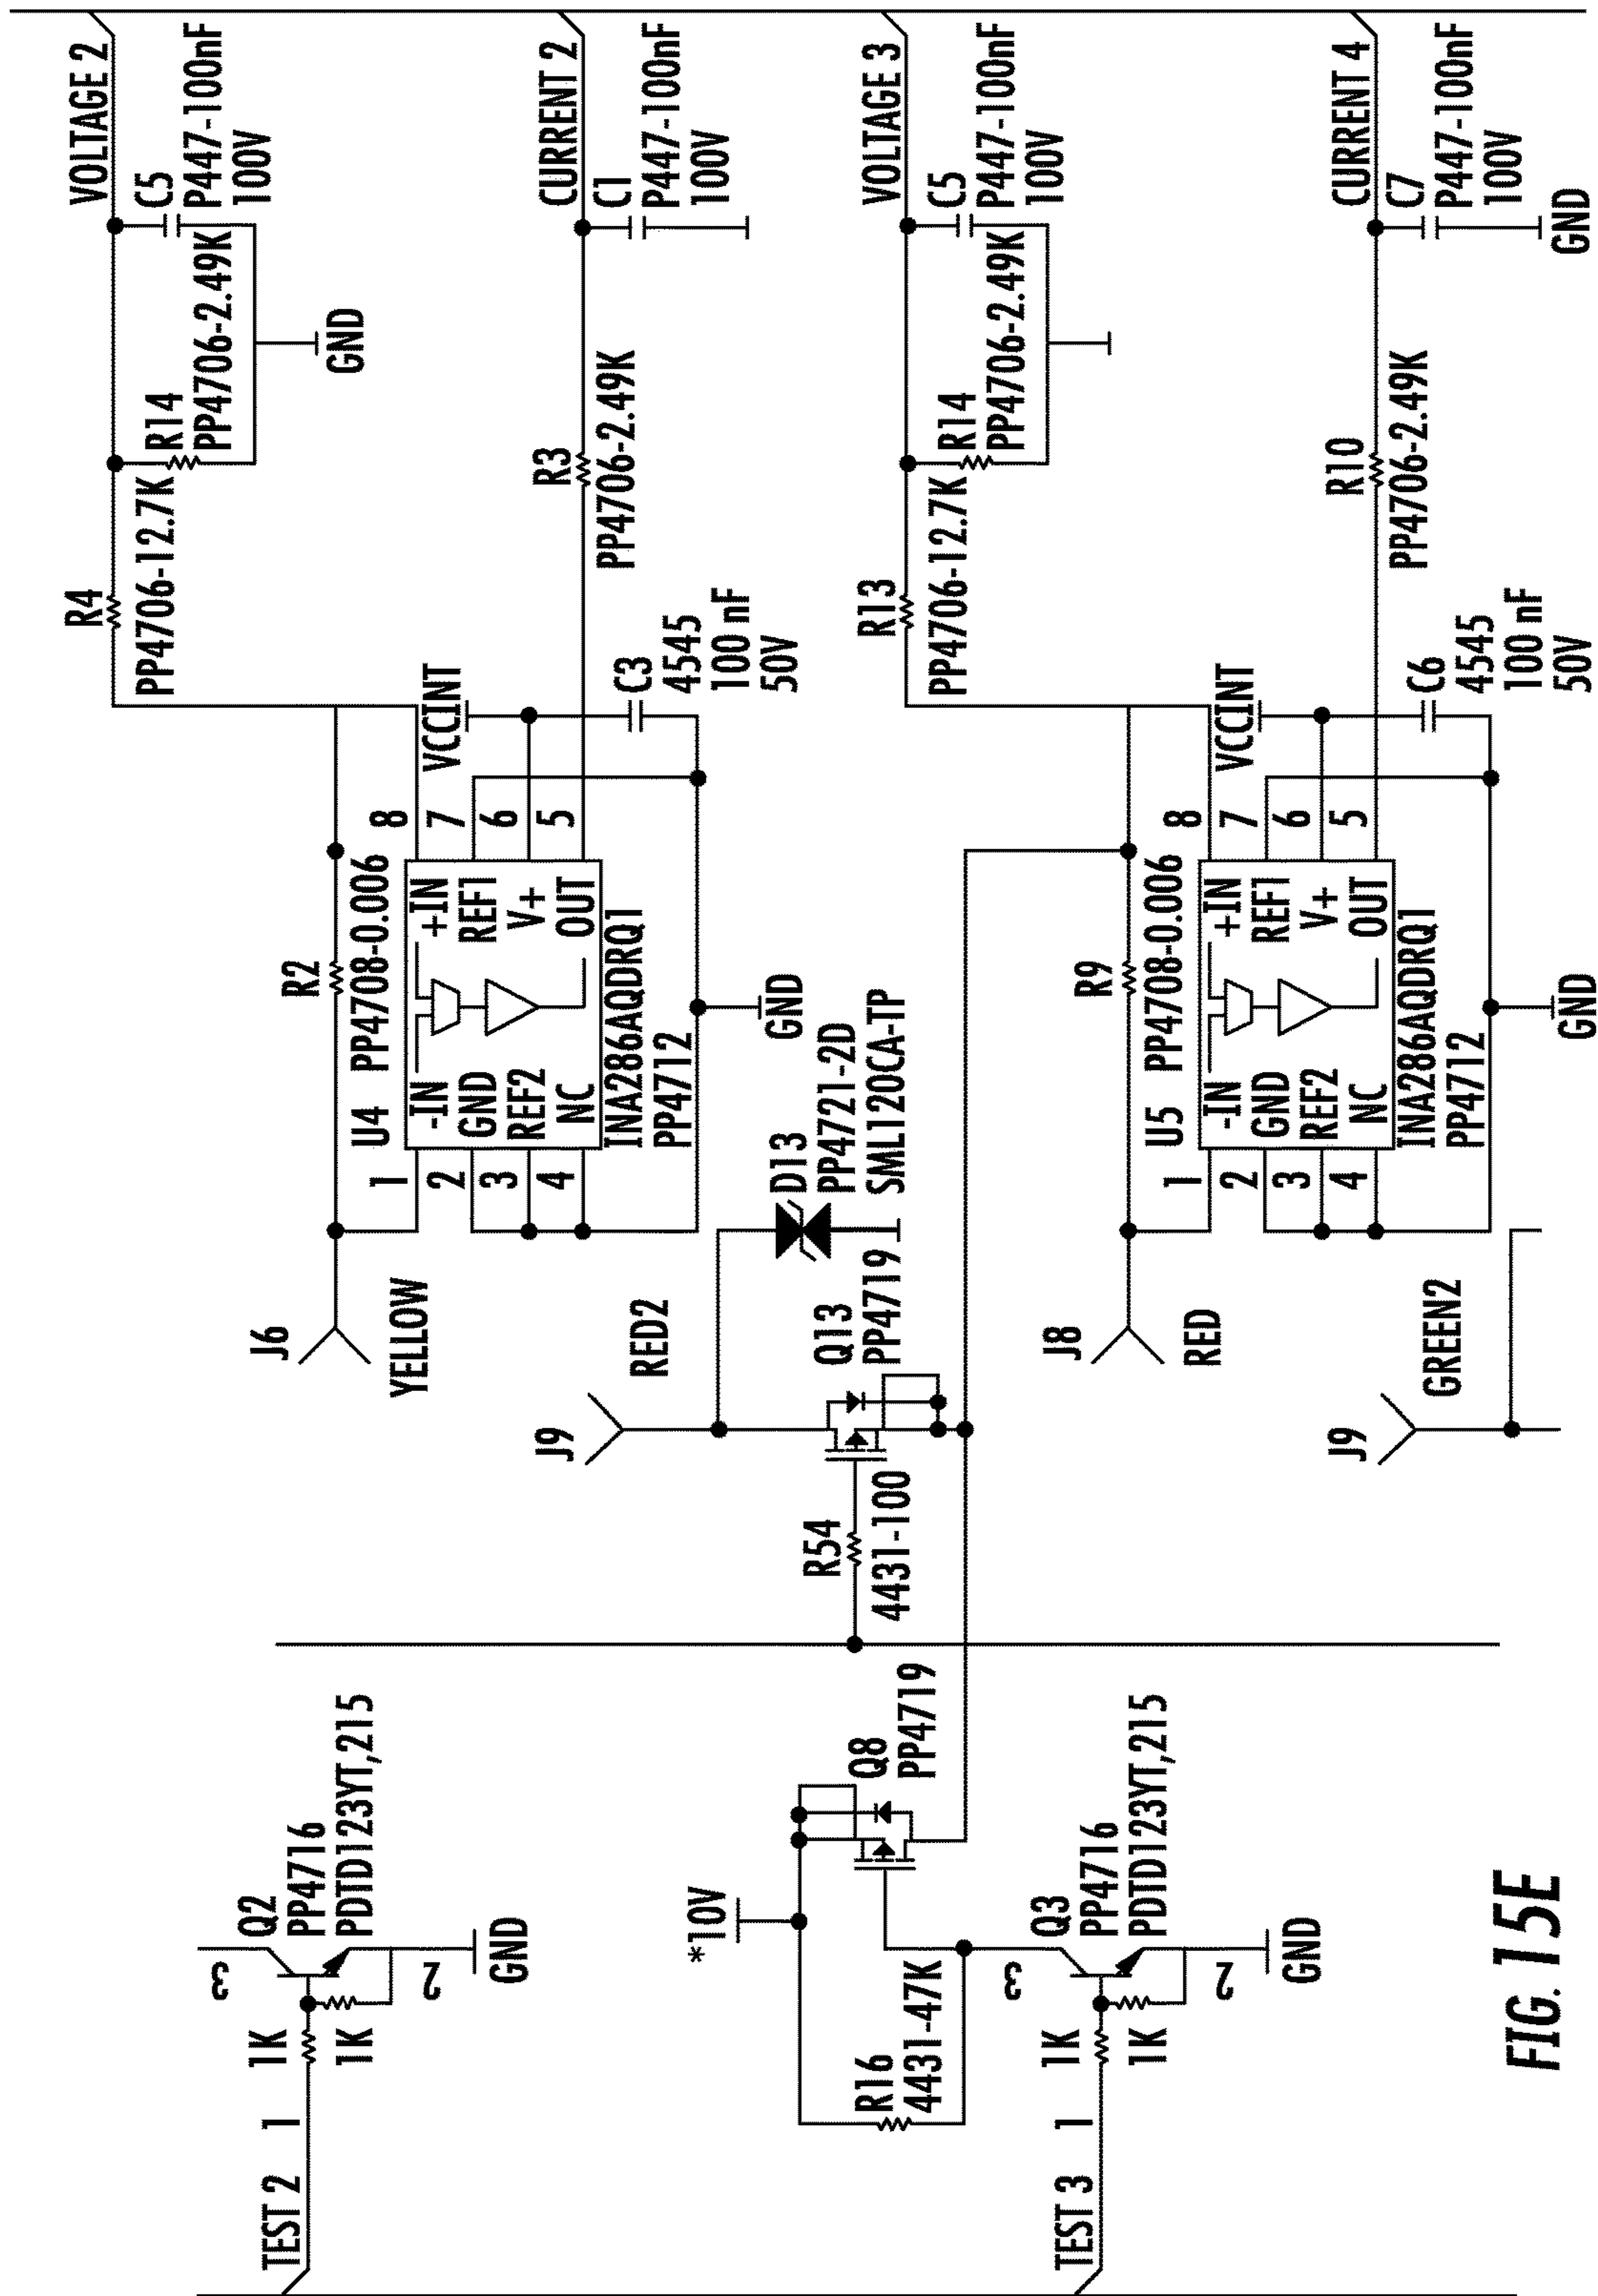 TEST 2
1
1K
1K
3
2
Q2
PP4716
PDTD123YT,215
GND
*10V
R16
4431-47K
Q8
PP4719
TEST 3
1
1K
1K
3
2
Q3
PP4716
PDTD123YT,215
GND
R54
4431-100
J9
RED2
Q13
PP4719
D13
PP4721-2D
SML120CA-TP
J6
YELLOW
R2
PP4708-0.006
U4
1
2
3
4
-IN
GND
REF2
NC
+IN
REF1
V+
OUT
8
7
6
5
INA286AQDRQ1
PP4712
GND
VCCINT
C3
4545
100 nF
50V
R4
PP4706-12.7K
R14
PP4706-2.49K
GND
C5
P447-100nF
100V
VOLTAGE 2
R3
PP4706-2.49K
C1
P447-100nF
100V
CURRENT 2
J8
RED
R9
PP4708-0.006
U5
1
2
3
4
-IN
GND
REF2
NC
+IN
REF1
V+
OUT
8
7
6
5
INA286AQDRQ1
PP4712
GND
VCCINT
C6
4545
100 nF
50V
R13
PP4706-12.7K
R14
PP4706-2.49K
C5
P447-100nF
100V
VOLTAGE 3
R10
PP4706-2.49K
C7
P447-100nF
100V
GND
CURRENT 4
J9
GREEN2
FIG. 15E